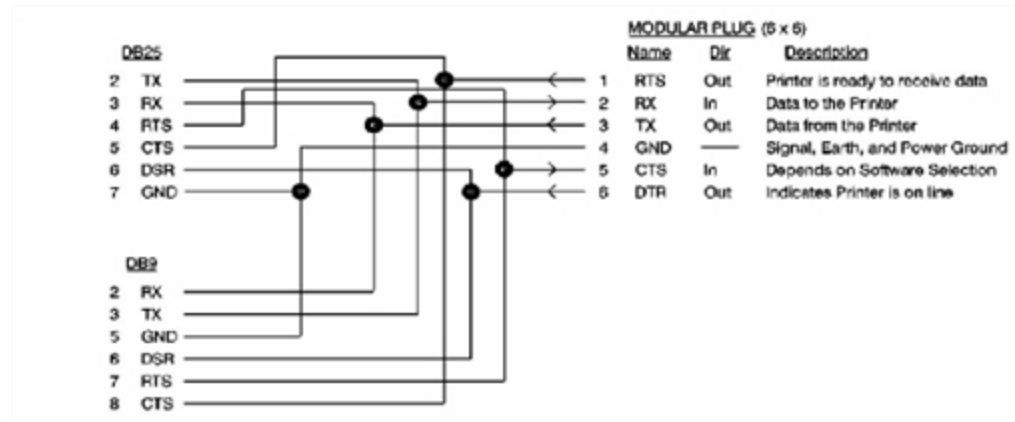 MODULAR PLUG (6 x 6)
DB25 Name Dir Description
2 TX 1 RTS Out Printer is ready to receive data
3 RX 2 RX In Data to the Printer
4 RTS 3 TX Out Data from the Printer
5 CTS 4 GND Signal, Earth, and Power Ground
6 DSR 5 CTS In Depends on Software Selection
7 GND 6 DTR Out Indicates Printer is on line
DB9
2 RX
3 TX
5 GND
6 DSR
7 RTS
8 CTS